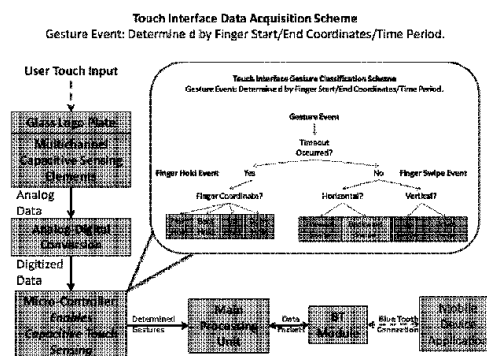 Touch Interface Data Acquisition Scheme
Gesture Event: Determined by Finger Start/End Coordinates/Time Period.
User Touch Input
Glass Logo Plate
Multichannel
Capacitive Sensing
Elements
Analog
Data
Analog-Digital
Conversion
Digitized
Data
Micro-Controller
Enables
Capacitive Touch
Sensing
Touch Interface Gesture Classification Scheme
Gesture Event: Determined by Finger Start/End Coordinates/Time Period.
Gesture Event
Timeout
Occurred?
Finger Hold Event
Yes
No
Finger Swipe Event
Finger Coordinate?
Horizontal?
Vertical?
Determined
Gestures
Main
Processing
Unit
Data
Packets
BT
Module
Blue Tooth
Connection
Mobile
Device
Application